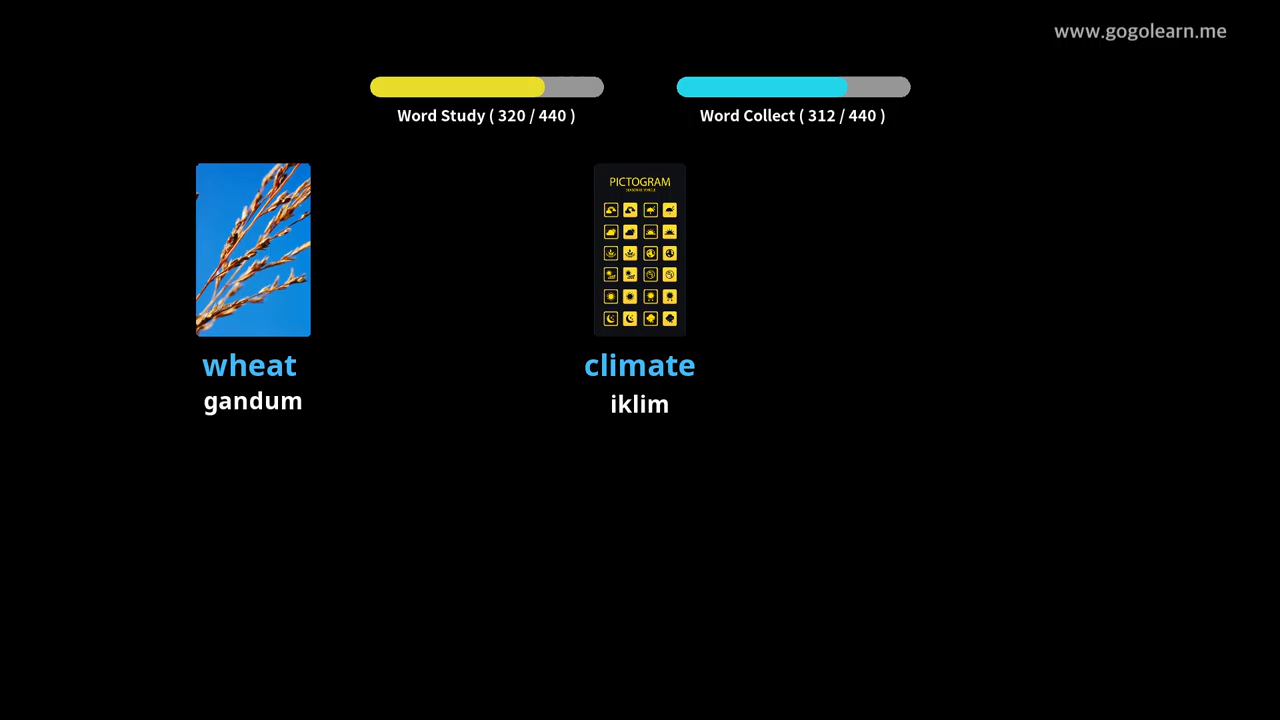 www.gogolearn.me
Word Study ( 320 / 440 )
Word Collect ( 312 / 440 )
PICTOGRAM
wheat
gandum
climate
iklim